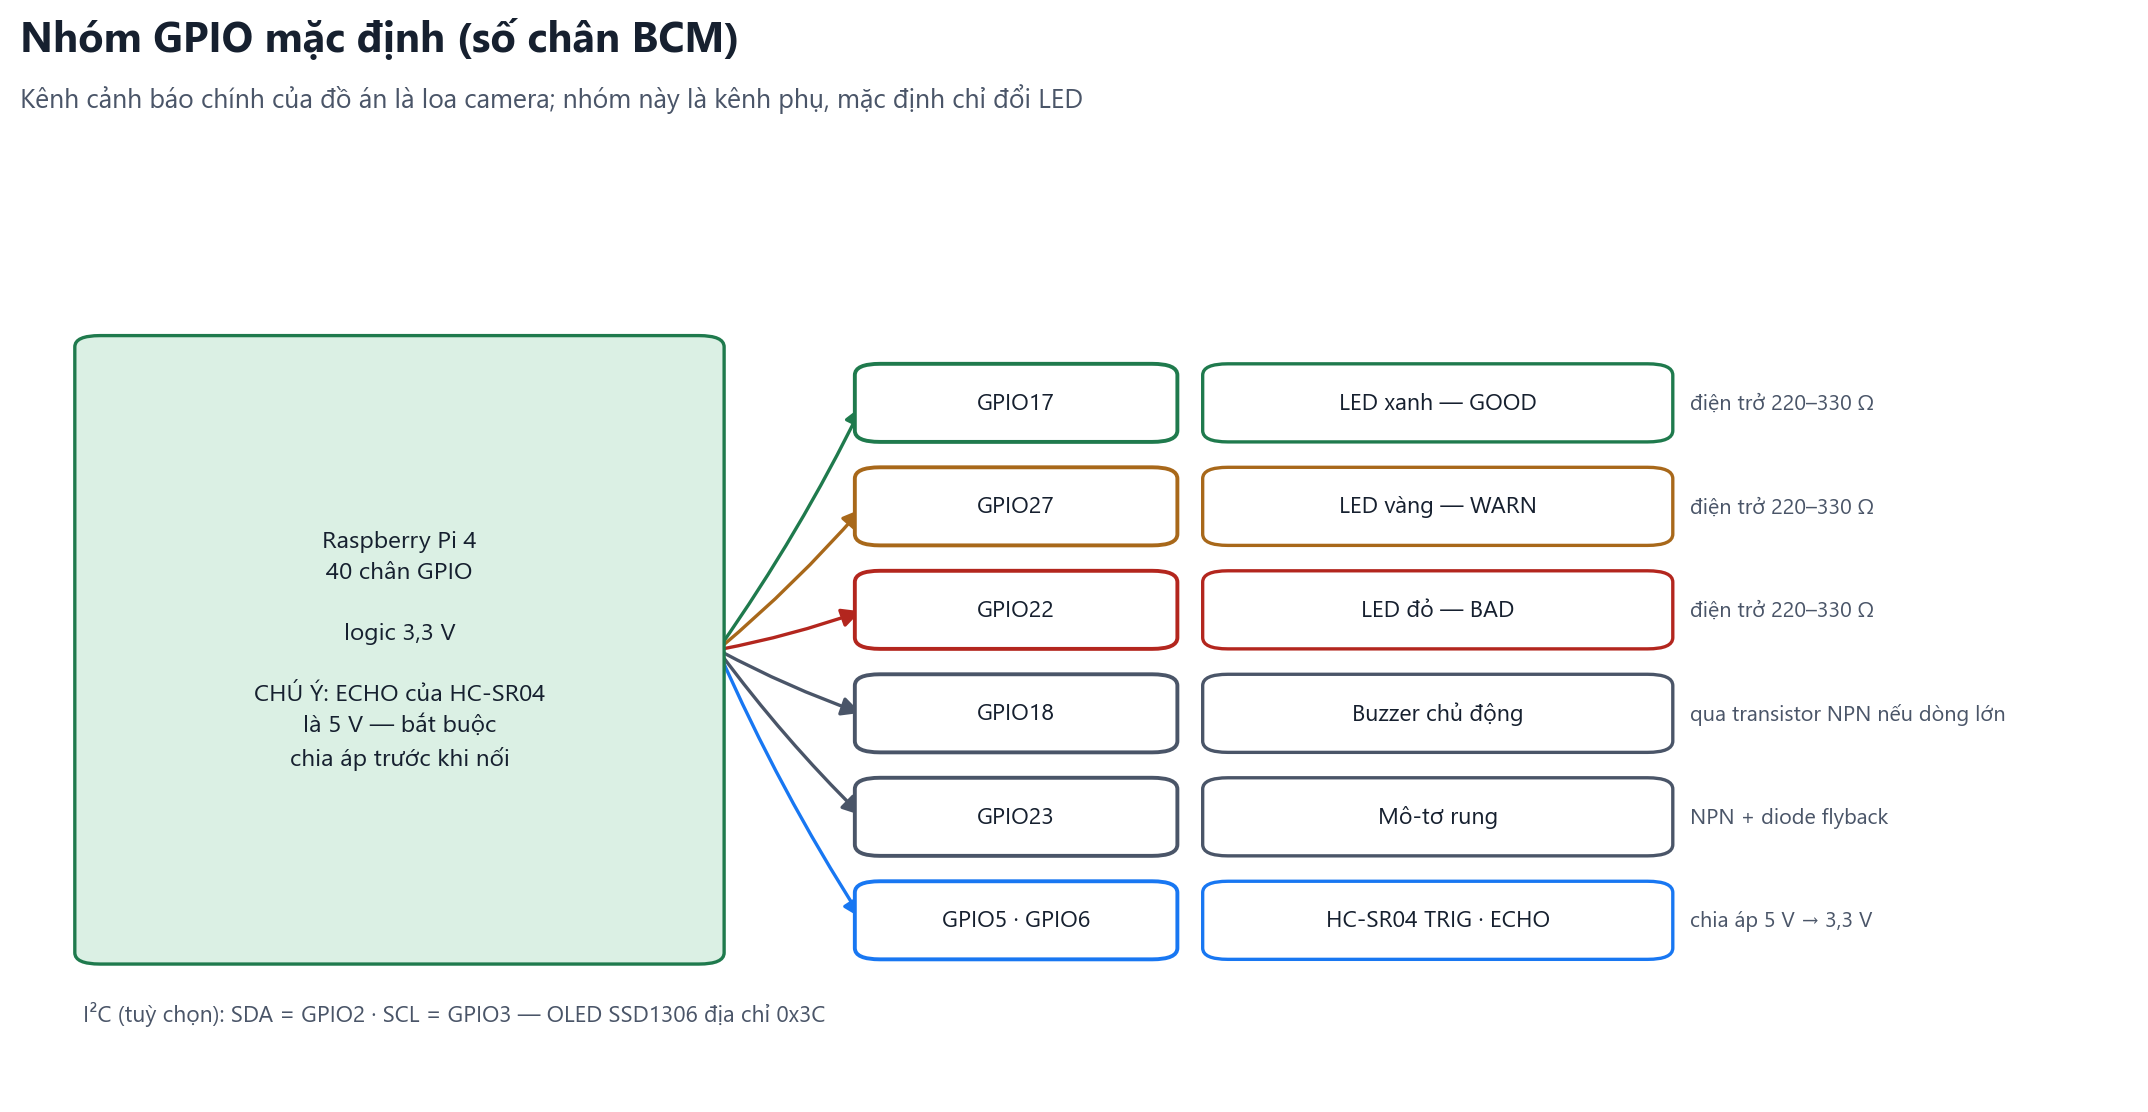 Nhóm GPIO mặc định (số chân BCM)
Kênh cảnh báo chính của đồ án là loa camera; nhóm này là kênh phụ, mặc định chỉ đổi LED
Raspberry Pi 4
40 chân GPIO
logic 3,3 V
CHÚ Ý: ECHO của HC-SR04
là 5 V — bắt buộc
chia áp trước khi nối
GPIO17
LED xanh — GOOD
điện trở 220–330 Ω
GPIO27
LED vàng — WARN
điện trở 220–330 Ω
GPIO22
LED đỏ — BAD
điện trở 220–330 Ω
GPIO18
Buzzer chủ động
qua transistor NPN nếu dòng lớn
GPIO23
Mô-tơ rung
NPN + diode flyback
GPIO5 · GPIO6
HC-SR04 TRIG · ECHO
chia áp 5 V → 3,3 V
I²C (tuỳ chọn): SDA = GPIO2 · SCL = GPIO3 — OLED SSD1306 địa chỉ 0x3C